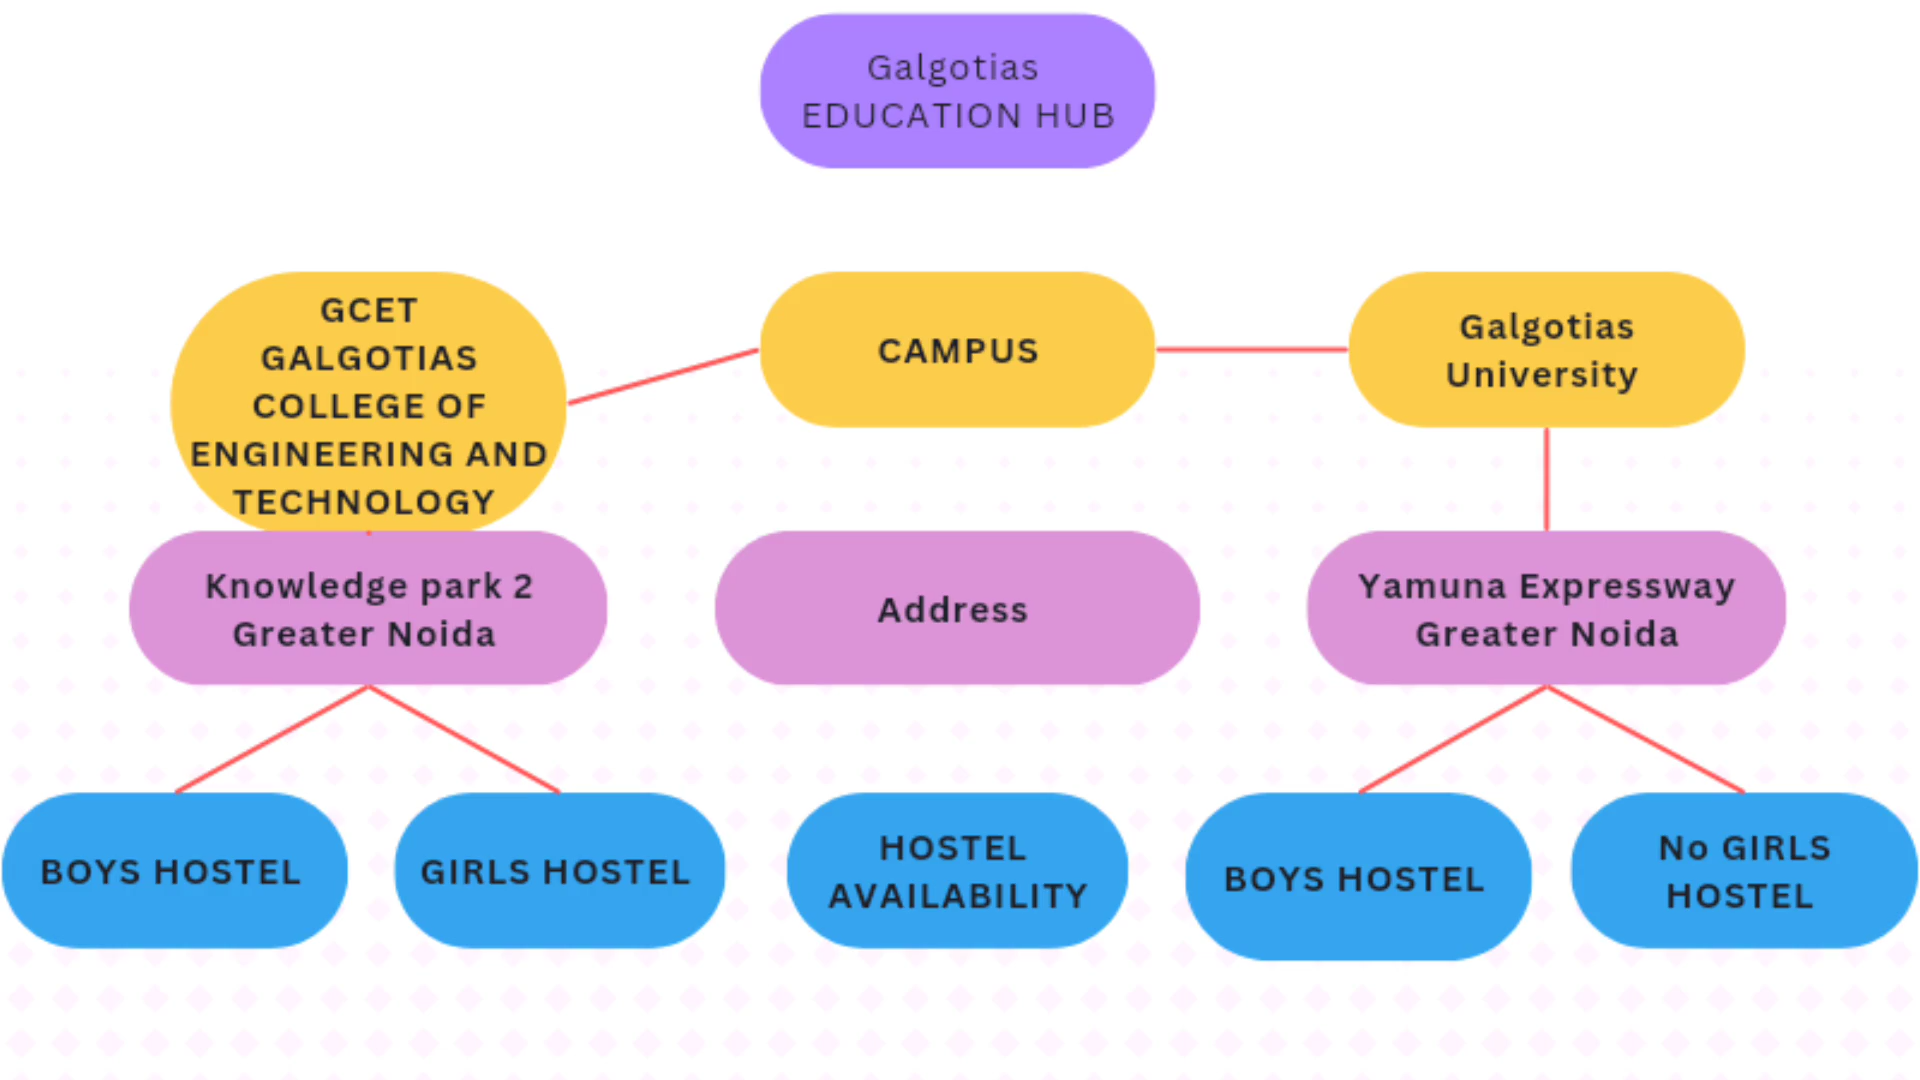 Galgotias
EDUCATION HUB
GCET
GALGOTIAS
COLLEGE OF
ENGINEERING AND
TECHNOLOGY
CAMPUS
Galgotias
University
Knowledge park 2
Greater Noida
Address
Yamuna Expressway
Greater Noida
BOYS HOSTEL
GIRLS HOSTEL
HOSTEL
AVAILABILITY
BOYS HOSTEL
No GIRLS
HOSTEL